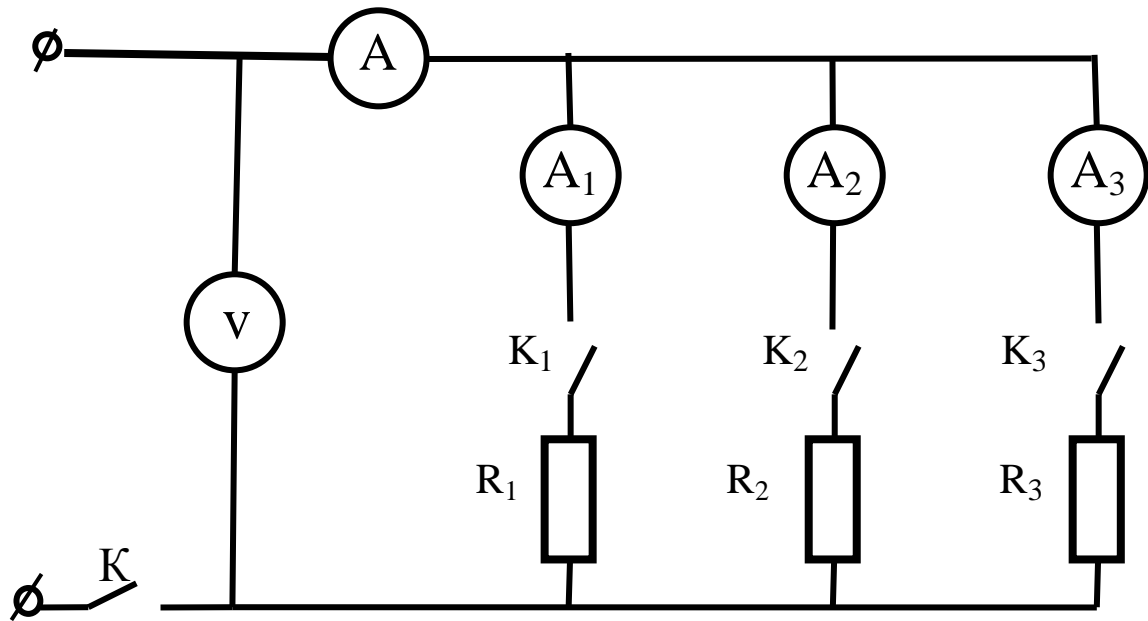 A
A₁ A₂ A₃
v
K₁ K₂ K₃
R₁ R₂ R₃
К